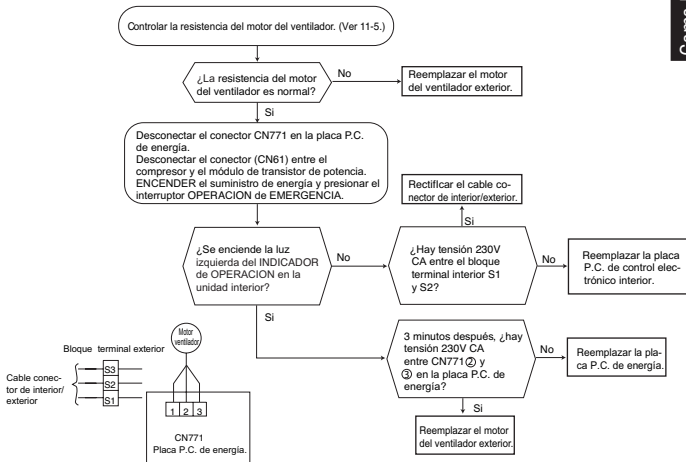 Controlar la resistencia del motor del ventilador. (Ver 11-5.)
¿La resistencia del motor
del ventilador es normal?
No
Reemplazar el motor
del ventilador exterior.
Si
Desconectar el conector CN771 en la placa P.C.
de energía.
Desconectar el conector (CN61) entre el
compresor y el módulo de transistor de potencia.
ENCENDER el suministro de energía y presionar el
interruptor OPERACION de EMERGENCIA.
¿Se enciende la luz
izquierda del INDICADOR
de OPERACION en la
unidad interior?
No
Rectificar el cable co-
nector de interior/exterior.
Si
¿Hay tensión 230V
CA entre el bloque
terminal interior S1
y S2?
No
Reemplazar la placa
P.C. de control elec-
trónico interior.
Si
3 minutos después, ¿hay
tensión 230V CA
entre CN771② y
③ en la placa P.C. de
energía?
No
Reemplazar la pla-
ca P.C. de energía.
Si
Reemplazar el motor
del ventilador exterior.
Motor
ventilador
Bloque terminal exterior
S3
S2
S1
Cable conec-
tor de interior/
exterior
1 2 3
CN771
Placa P.C. de energía.